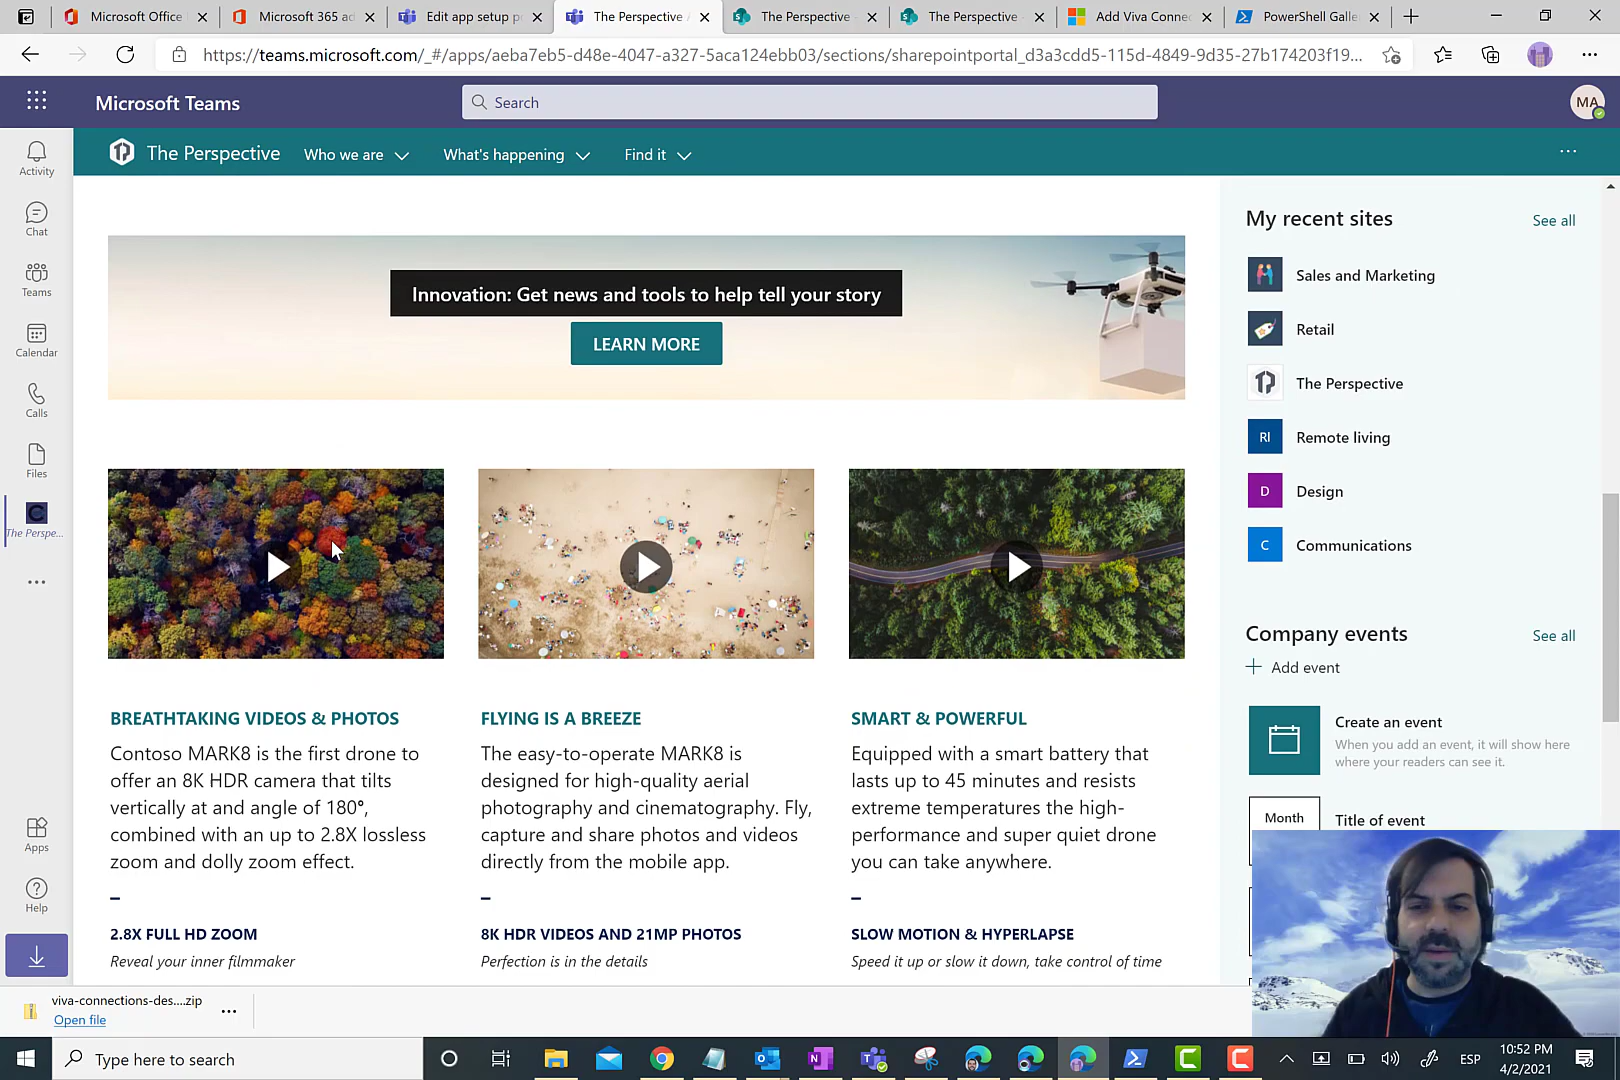 Microsoft Office
Microsoft 365 ad
Edit app setup p
The Perspective
The Perspective
The Perspective
Add Viva Conne
PowerShell Galle
https://teams.microsoft.com/_#/apps/aeba7eb5-d48e-4047-a327-5aca124ebb03/sections/sharepointportal_d3a3cdd5-115d-4849-9d35-27b174203f19...
Microsoft Teams
Search
MA
The Perspective
Who we are
What's happening
Find it
Activity
Chat
Teams
Calendar
Calls
Files
The Perspe...
Apps
Help
Innovation: Get news and tools to help tell your story
LEARN MORE
BREATHTAKING VIDEOS & PHOTOS
Contoso MARK8 is the first drone to
offer an 8K HDR camera that tilts
vertically at and angle of 180°,
combined with an up to 2.8X lossless
zoom and dolly zoom effect.
–
2.8X FULL HD ZOOM
Reveal your inner filmmaker
FLYING IS A BREEZE
The easy-to-operate MARK8 is
designed for high-quality aerial
photography and cinematography. Fly,
capture and share photos and videos
directly from the mobile app.
–
8K HDR VIDEOS AND 21MP PHOTOS
Perfection is in the details
SMART & POWERFUL
Equipped with a smart battery that
lasts up to 45 minutes and resists
extreme temperatures the high-
performance and super quiet drone
you can take anywhere.
–
SLOW MOTION & HYPERLAPSE
Speed it up or slow it down, take control of time
My recent sites
See all
Sales and Marketing
Retail
The Perspective
Rl
Remote living
D
Design
C
Communications
Company events
See all
Add event
Create an event
When you add an event, it will show here
where your readers can see it.
Month
Title of event
viva-connections-des....zip
Open file
Type here to search
ESP
10:52 PM
4/2/2021